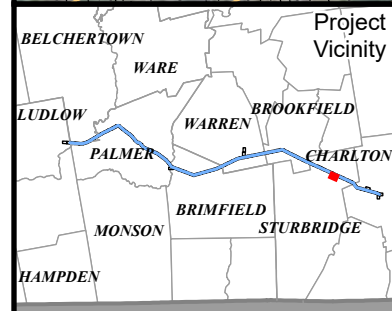 Project
Vicinity
BELCHERTOWN
WARE
LUDLOW
BROOKFIELD
WARREN
PALMER
CHARLTON
BRIMFIELD
STURBRIDGE
MONSON
HAMPDEN